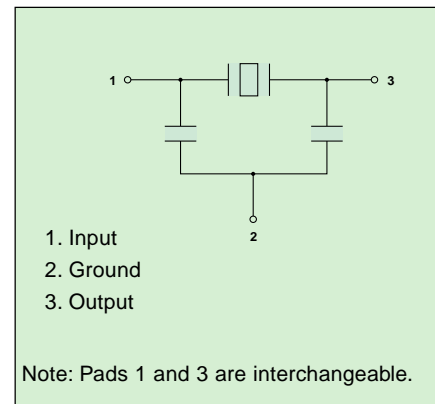 1 3
2
1. Input
2. Ground
3. Output
Note: Pads 1 and 3 are interchangeable.